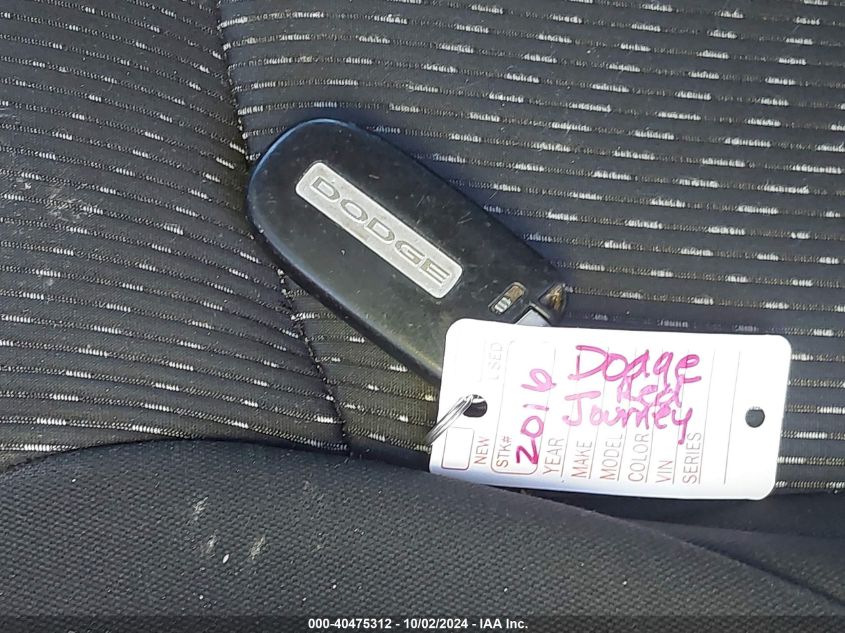 DODGE
USED
NEW
STK#
2016
YEAR
MAKE
MODEL
COLOR
VIN
SERIES
Dodge
Red
Journey
000-40475312 - 10/02/2024 - IAA Inc.